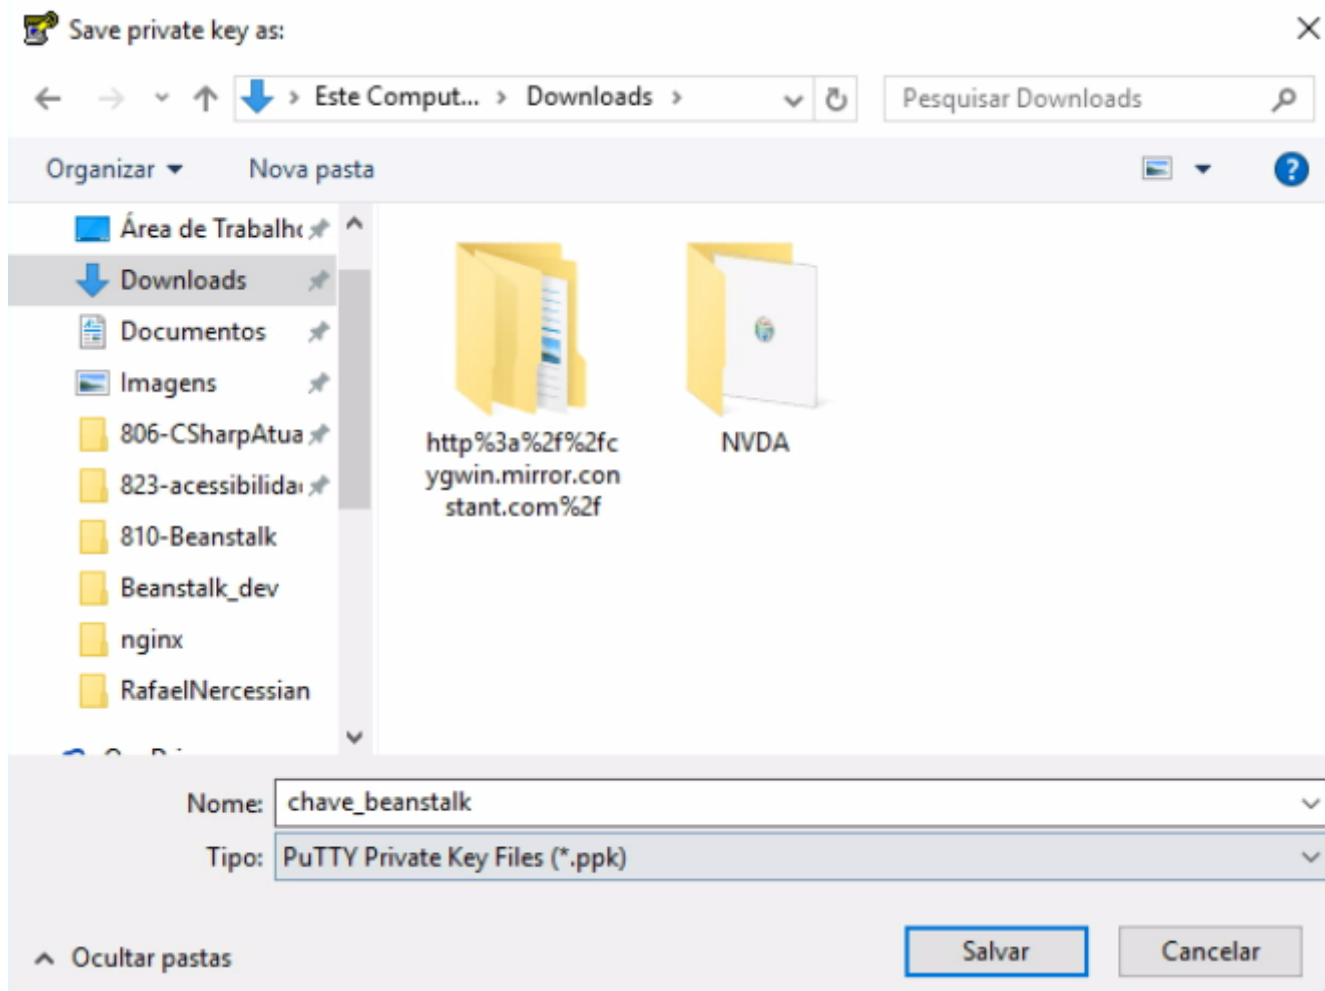 Save private key as:
Este Comput... > Downloads >
Pesquisar Downloads
Organizar
Nova pasta
Área de Trabalho
Downloads
Documentos
Imagens
806-CSharpAtua
823-acessibilida
810-Beanstalk
Beanstalk_dev
nginx
RafaelNercessian
http%3a%2f%2fc
ygwin.mirror.con
stant.com%2f
NVDA
Nome: chave_beanstalk
Tipo: PuTTY Private Key Files (*.ppk)
Ocultar pastas
Salvar
Cancelar